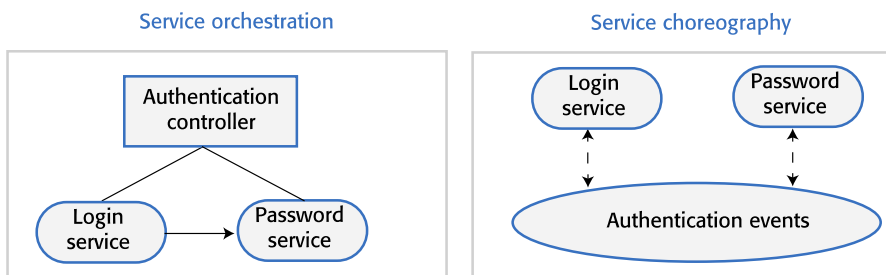 Service orchestration
Authentication
controller
Login
service
Password
service
Service choreography
Login
service
Password
service
Authentication events